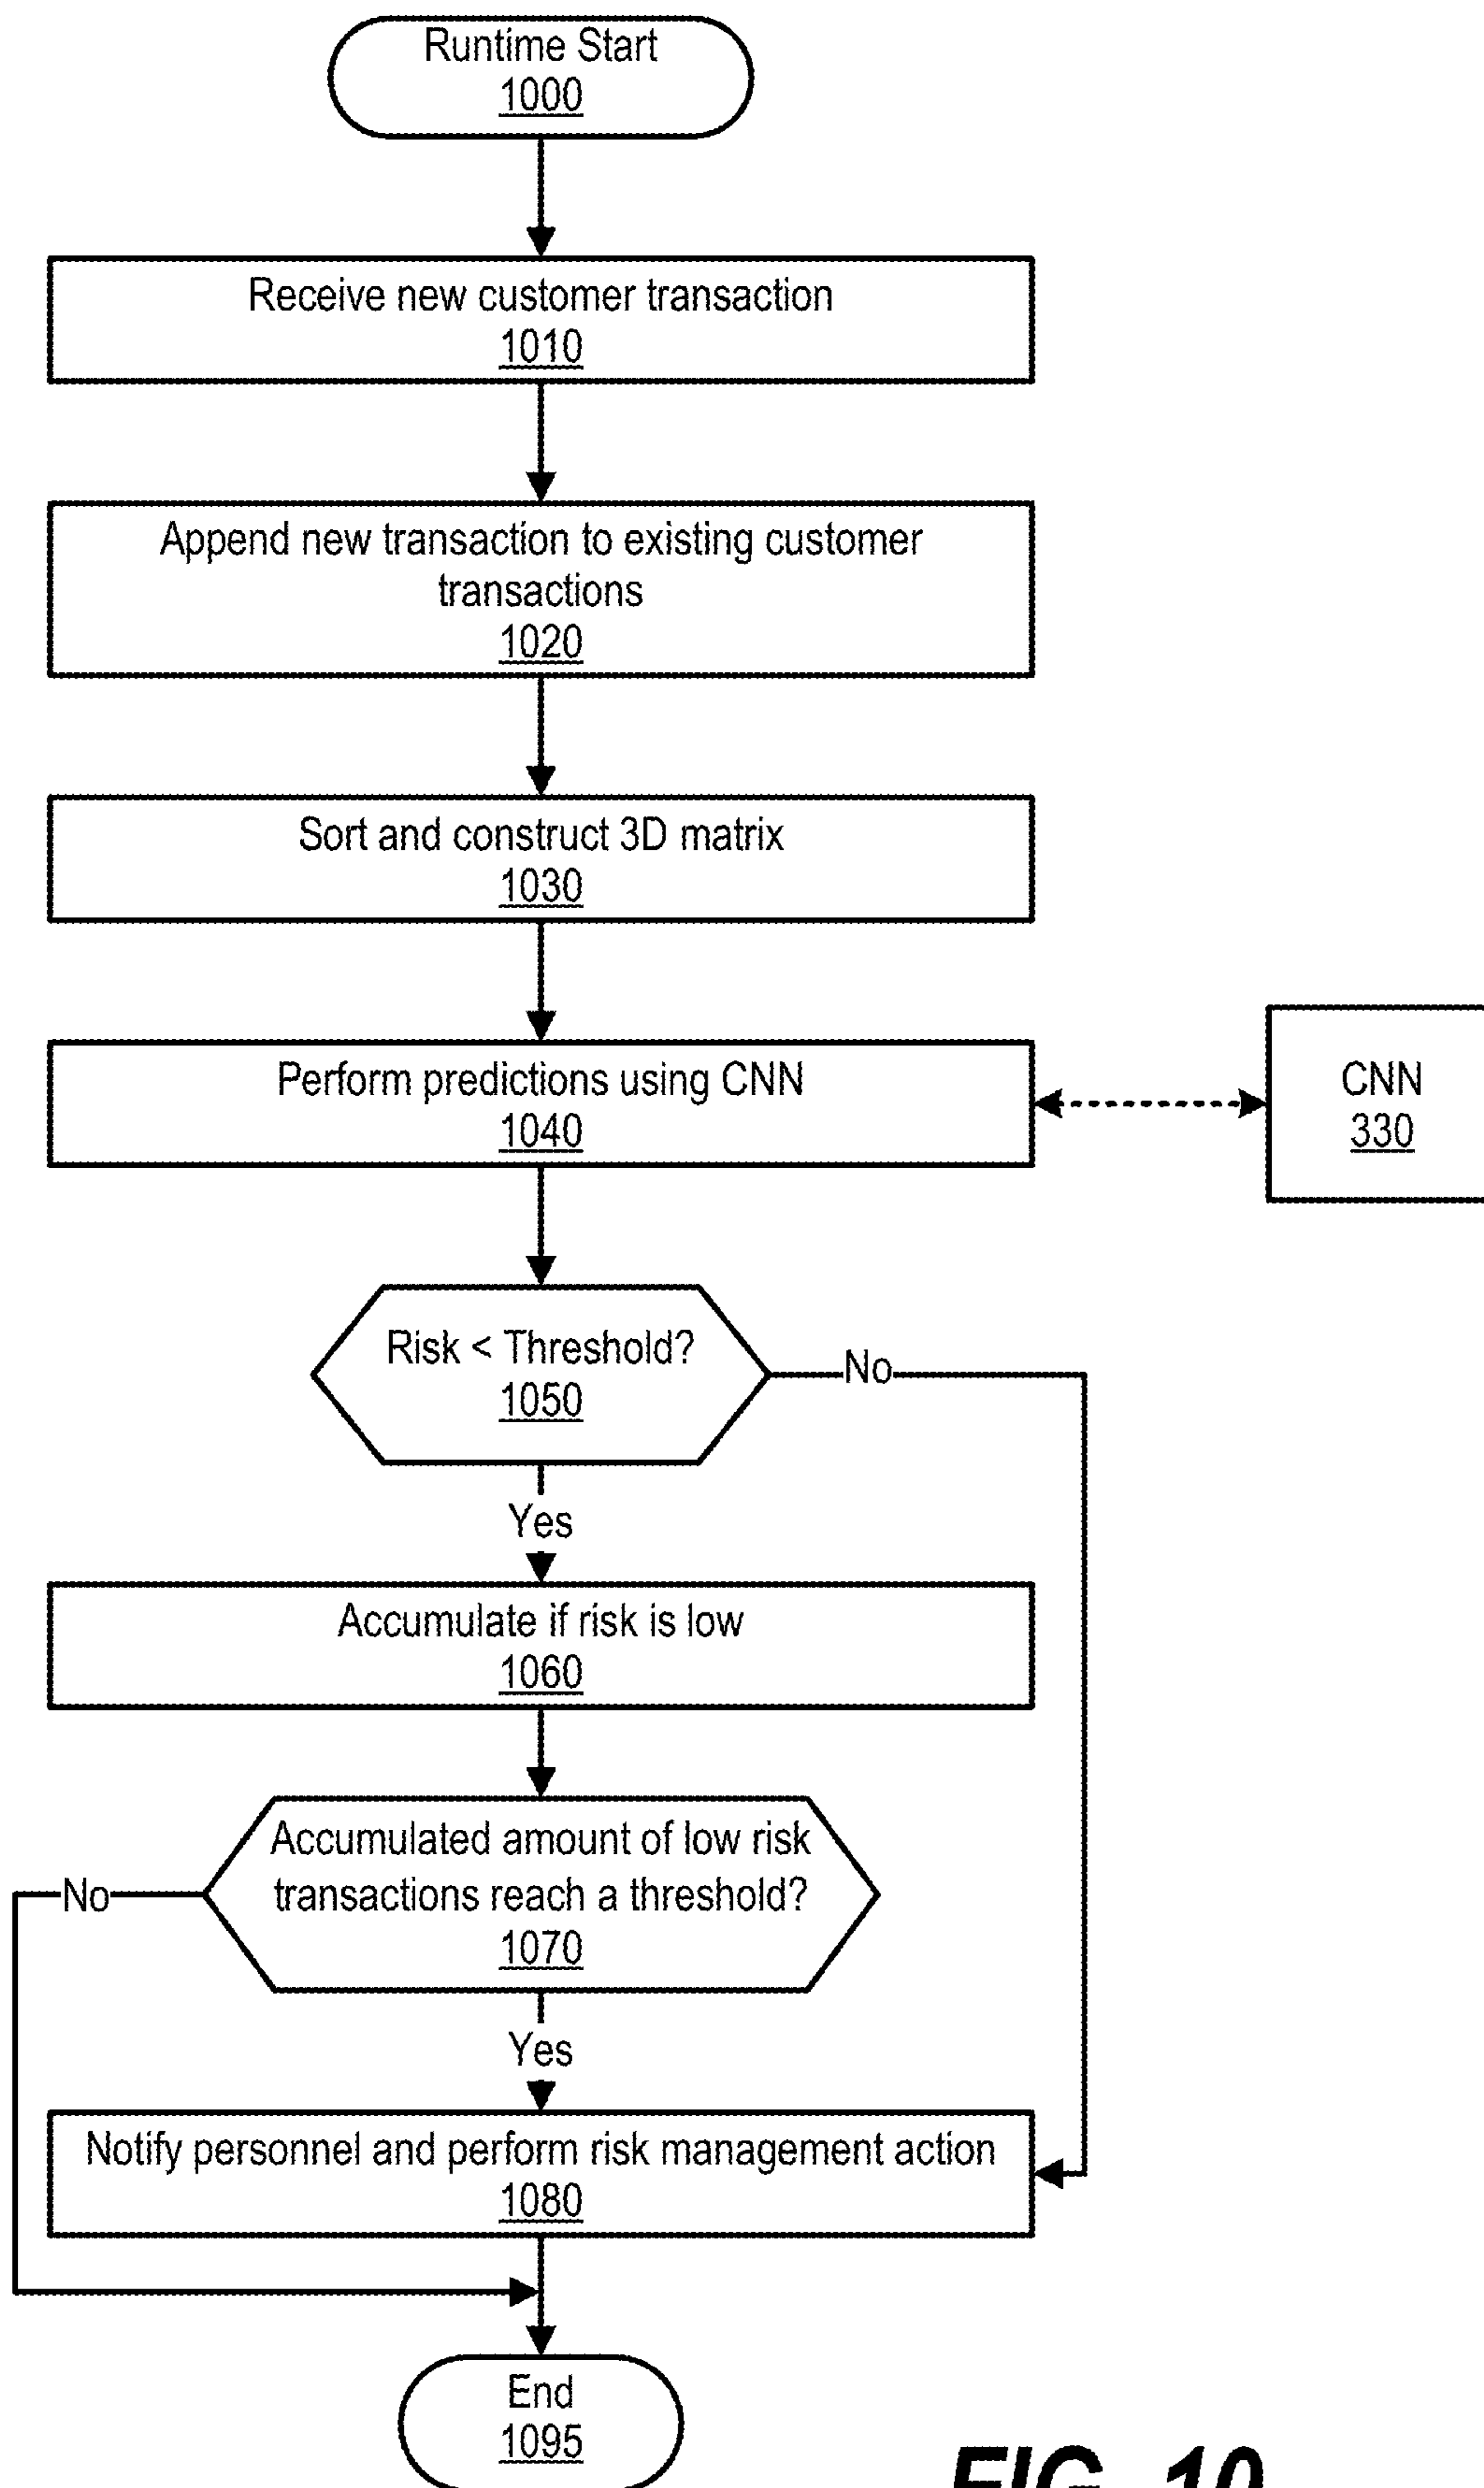 Runtime Start
1000
Receive new customer transaction
1010
Append new transaction to existing customer
transactions
1020
Sort and construct 3D matrix
1030
Perform predictions using CNN
1040
CNN
330
Risk < Threshold?
1050
No
Yes
Accumulate if risk is low
1060
Accumulated amount of low risk
transactions reach a threshold?
1070
No
Yes
Notify personnel and perform risk management action
1080
End
1095
FIG. 10